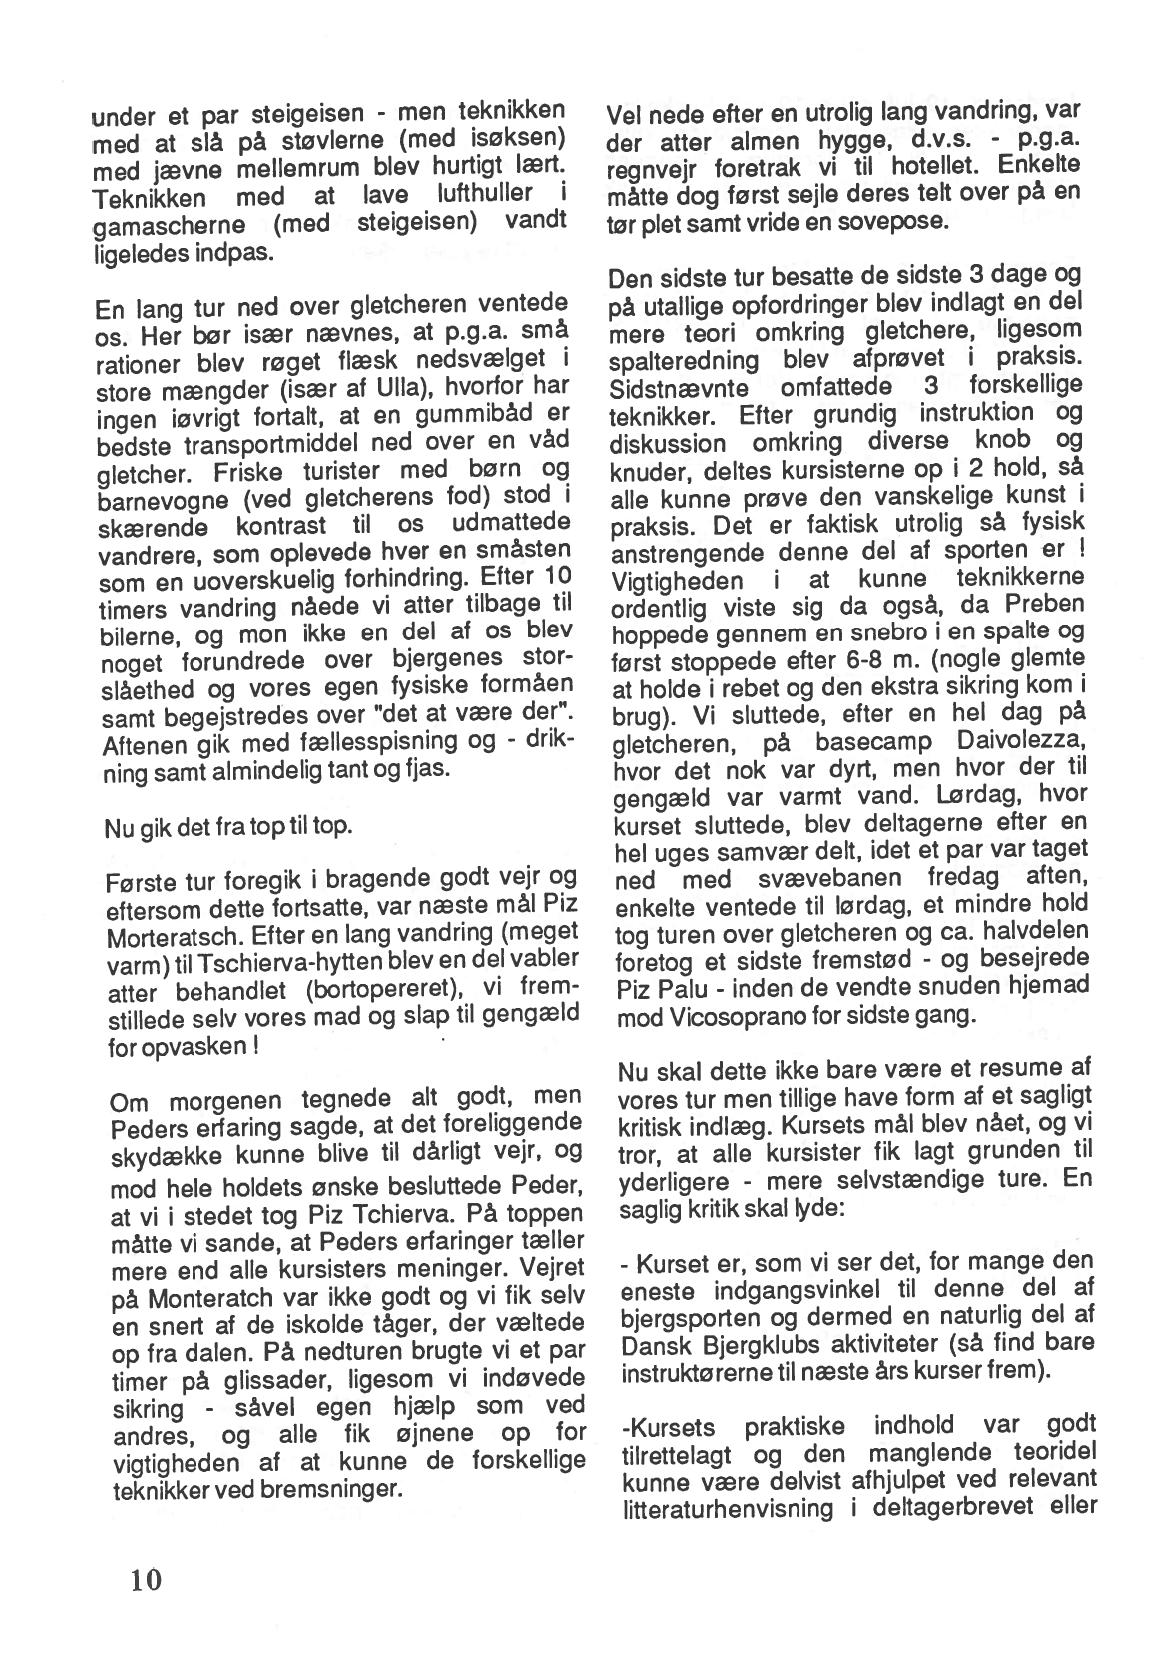 under et par steigeisen - men teknikken
med at slå på støvlerne (med isøksen)
med jævne mellemrum blev hurtigt lært.
Teknikken med at lave lufthuller i
gamascherne (med steigeisen) vandt
ligeledes indpas.

En lang tur ned over gletcheren ventede
os. Her bør især nævnes, at p.g.a. små
rationer blev røget flæsk nedsvælget i
store mængder (især af Ulla), hvorfor har
ingen iøvrigt fortalt, at en gummibåd er
bedste transportmiddel ned over en våd
gletcher. Friske turister med børn og
barnevogne (ved gletcherens fod) stod i
skærende kontrast til os udmattede
vandrere, som oplevede hver en småsten
som en uoverskuelig forhindring. Efter 10
timers vandring nåede vi atter tilbage til
bilerne, og mon ikke en del af os blev
noget forundrede over bjergenes stor-
slåethed og vores egen fysiske formåen
samt begejstredes over "det at være der".
Aftenen gik med fællesspisning og - drik-
ning samt almindelig tant og fjas.

Nu gik det fra top til top.

Første tur foregik i bragende godt vejr og
eftersom dette fortsatte, var næste mål Piz
Morteratsch. Efter en lang vandring (meget
varm) til Tschierva-hytten blev en del vabler
atter behandlet (bortopereret), vi frem-
stillede selv vores mad og slap til gengæld
for opvasken !

Om morgenen tegnede alt godt, men
Peders erfaring sagde, at det foreliggende
skydække kunne blive til dårligt vejr, og
mod hele holdets ønske besluttede Peder,
at vi i stedet tog Piz Tchierva. På toppen
måtte vi sande, at Peders erfaringer tæller
mere end alle kursisters meninger. Vejret
på Monteratch var ikke godt og vi fik selv
en snert af de iskolde tåger, der væltede
op fra dalen. På nedturen brugte vi et par
timer på glissader, ligesom vi indøvede
sikring - såvel egen hjælp som ved
andres, og alle fik øjnene op for
vigtigheden af at kunne de forskellige
teknikker ved bremsninger.

Vel nede efter en utrolig lang vandring, var
der atter almen hygge, d.v.s. - p.g.a.
regnvejr foretrak vi til hotellet. Enkelte
måtte dog først sejle deres telt over på en
tør plet samt vride en sovepose.

Den sidste tur besatte de sidste 3 dage og
på utallige opfordringer blev indlagt en del
mere teori omkring gletchere, ligesom
spalteredning blev afprøvet i praksis.
Sidstnævnte omfattede 3 forskellige
teknikker. Efter grundig instruktion og
diskussion omkring diverse knob og
knuder, deltes kursisterne op i 2 hold, så
alle kunne prøve den vanskelige kunst i
praksis. Det er faktisk utrolig så fysisk
anstrengende denne del af sporten er !
Vigtigheden i at kunne teknikkerne
ordentlig viste sig da også, da Preben
hoppede gennem en snebro i en spalte og
først stoppede efter 6-8 m. (nogle glemte
at holde i rebet og den ekstra sikring kom i
brug). Vi sluttede, efter en hel dag på
gletcheren, på basecamp Daivolezza,
hvor det nok var dyrt, men hvor der til
gengæld var varmt vand. Lørdag, hvor
kurset sluttede, blev deltagerne efter en
hel uges samvær delt, idet et par var taget
ned med svævebanen fredag aften,
enkelte ventede til lørdag, et mindre hold
tog turen over gletcheren og ca. halvdelen
foretog et sidste fremstød - og besejrede
Piz Palu - inden de vendte snuden hjemad
mod Vicosoprano for sidste gang.

Nu skal dette ikke bare være et resume af
vores tur men tillige have form af et sagligt
kritisk indlæg. Kursets mål blev nået, og vi
tror, at alle kursister fik lagt grunden til
yderligere - mere selvstændige ture. En
saglig kritik skal lyde:

- Kurset er, som vi ser det, for mange den
eneste indgangsvinkel til denne del af
bjergsporten og dermed en naturlig del af
Dansk Bjergklubs aktiviteter (så find bare
instruktørerne til næste års kurser frem).

-Kursets praktiske indhold var godt
tilrettelagt og den manglende teoridel
kunne være delvist afhjulpet ved relevant
litteraturhenvisning i deltagerbrevet eller

10